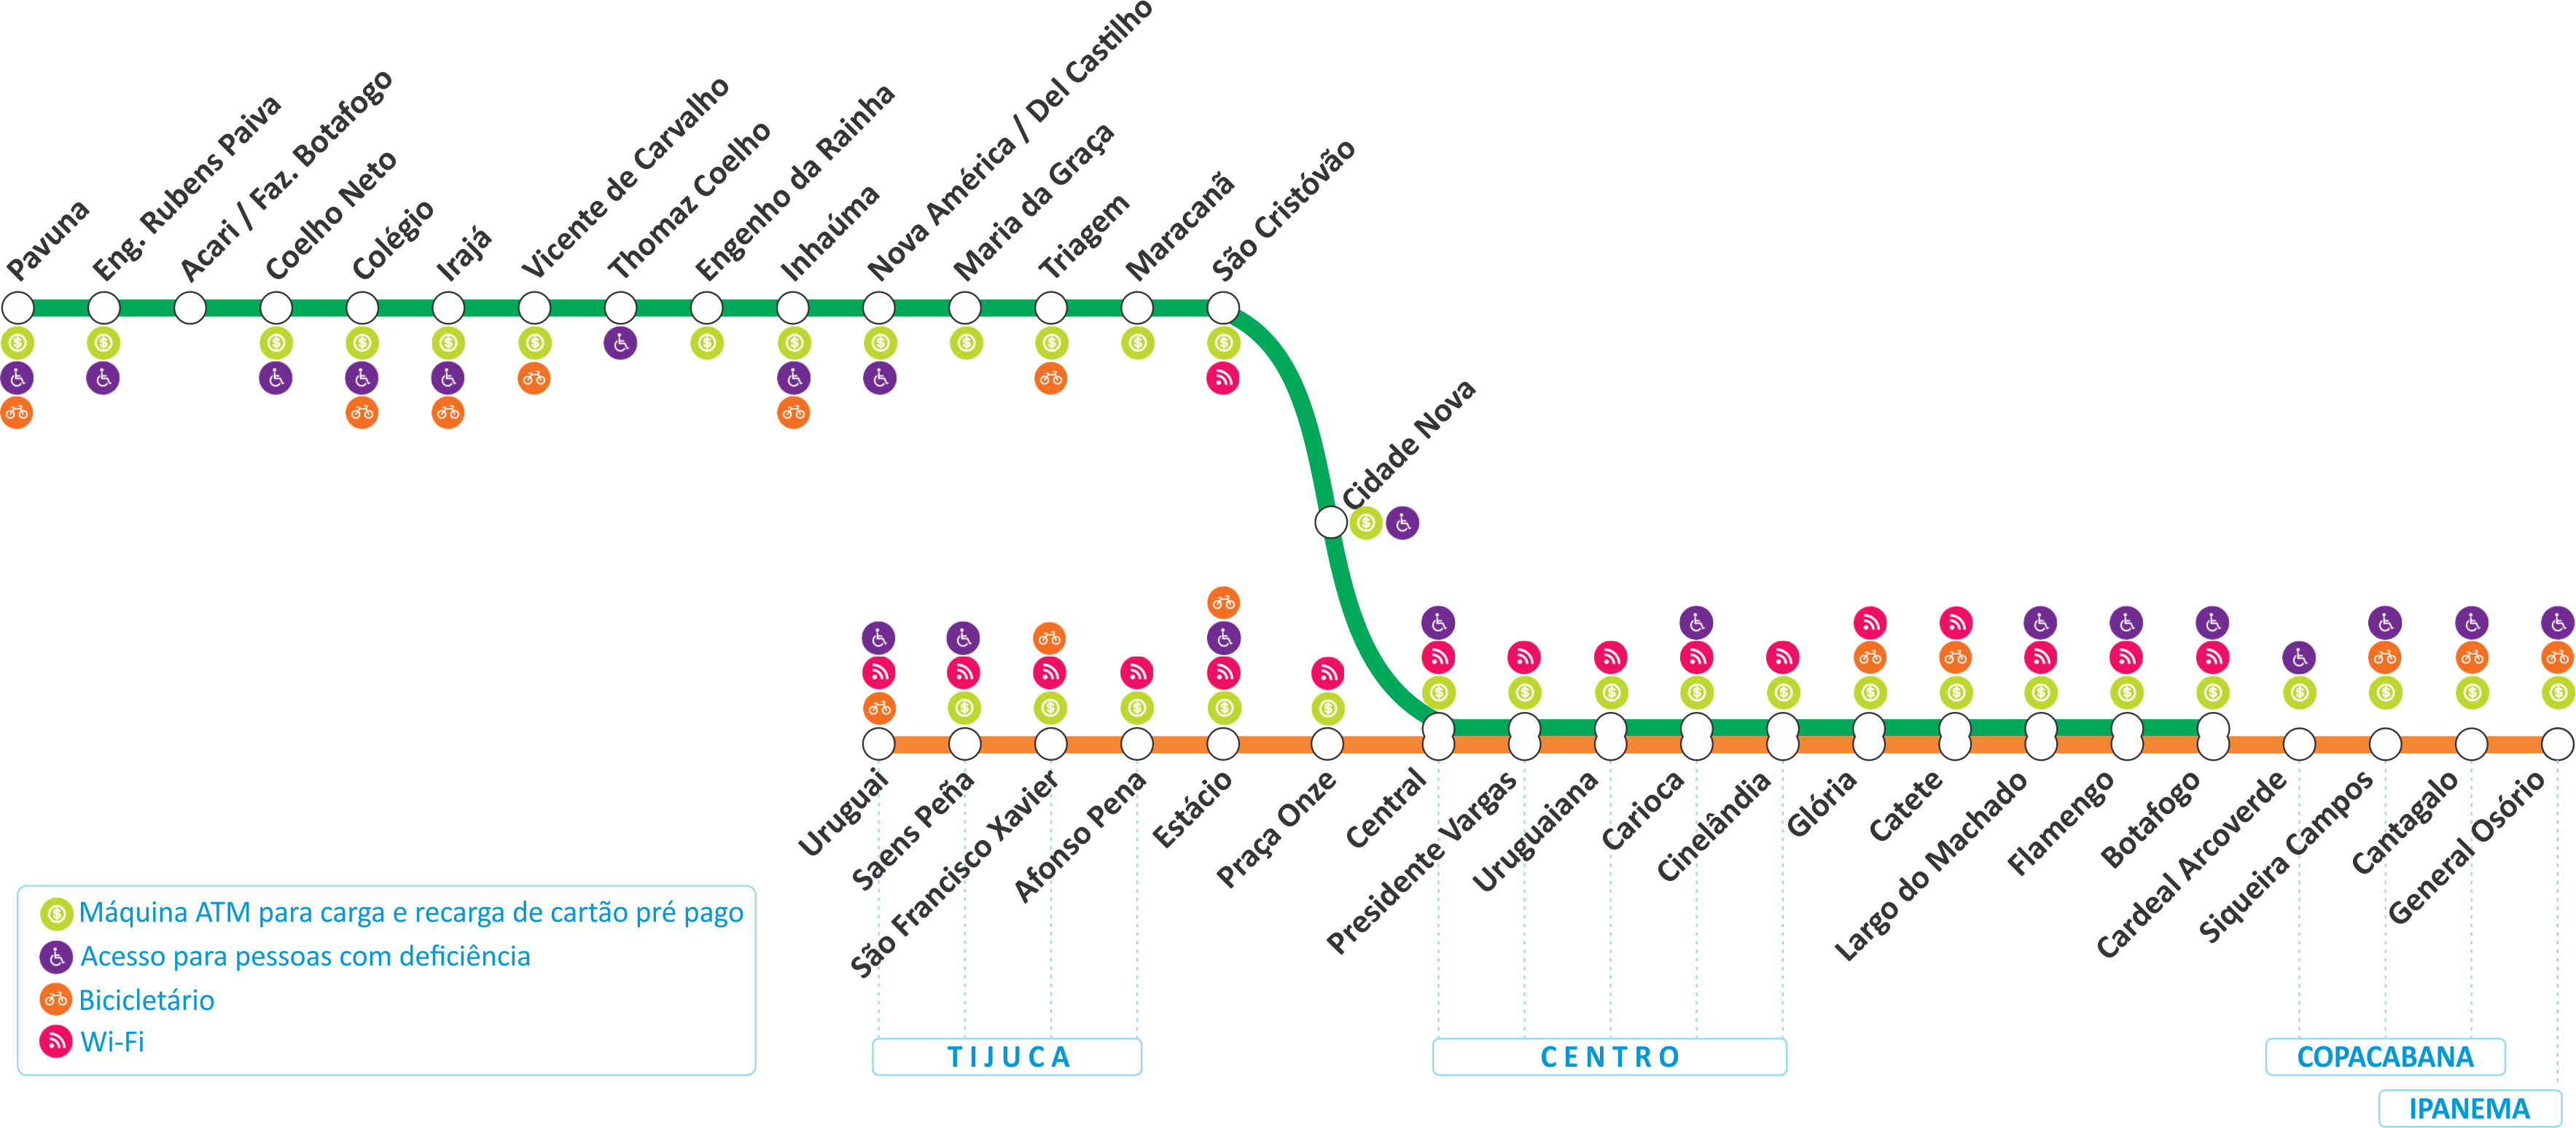 Pavuna
Eng. Rubens Paiva
Acari / Faz. Botafogo
Coelho Neto
Colégio
Irajá
Vicente de Carvalho
Thomaz Coelho
Engenho da Rainha
Inhaúma
Nova América / Del Castilho
Maria da Graça
Triagem
Maracanã
São Cristóvão
Cidade Nova
Uruguai
Saens Peña
São Francisco Xavier
Afonso Pena
Estácio
Praça Onze
Central
Presidente Vargas
Uruguaiana
Carioca
Cinelândia
Glória
Catete
Largo do Machado
Flamengo
Botafogo
Cardeal Arcoverde
Siqueira Campos
Cantagalo
General Osório
Máquina ATM para carga e recarga de cartão pré pago
Acesso para pessoas com deficiência
Bicicletário
Wi-Fi
TIJUCA
CENTRO
COPACABANA
IPANEMA